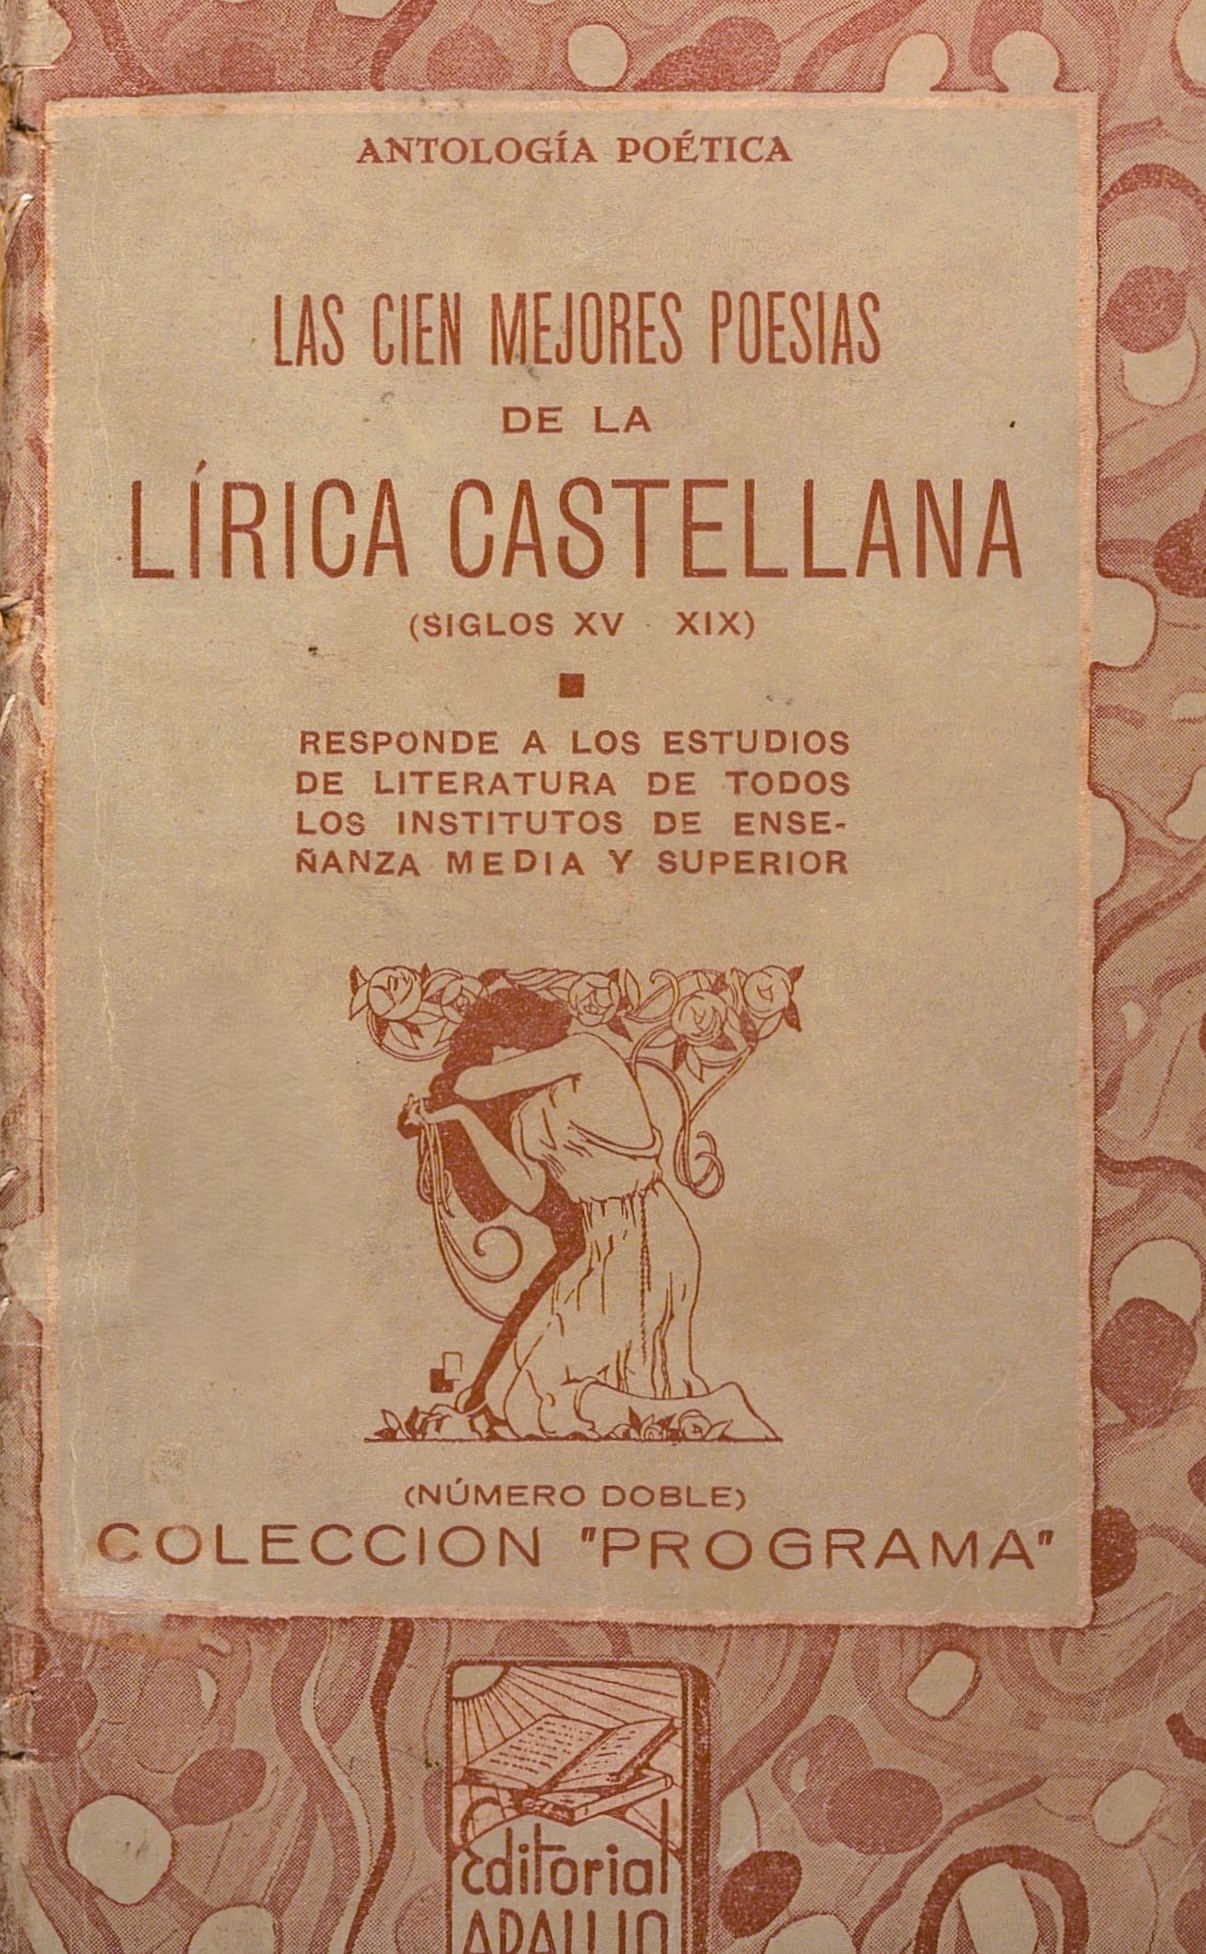 ANTOLOGÍA POÉTICA
LAS CIEN MEJORES POESIAS
DE LA
LÍRICA CASTELLANA
(SIGLOS XV - XIX)
RESPONDE A LOS ESTUDIOS
DE LITERATURA DE TODOS
LOS INSTITUTOS DE ENSE-
ÑANZA MEDIA Y SUPERIOR
(NÚMERO DOBLE)
COLECCION "PROGRAMA"
Editorial
ARAUJO